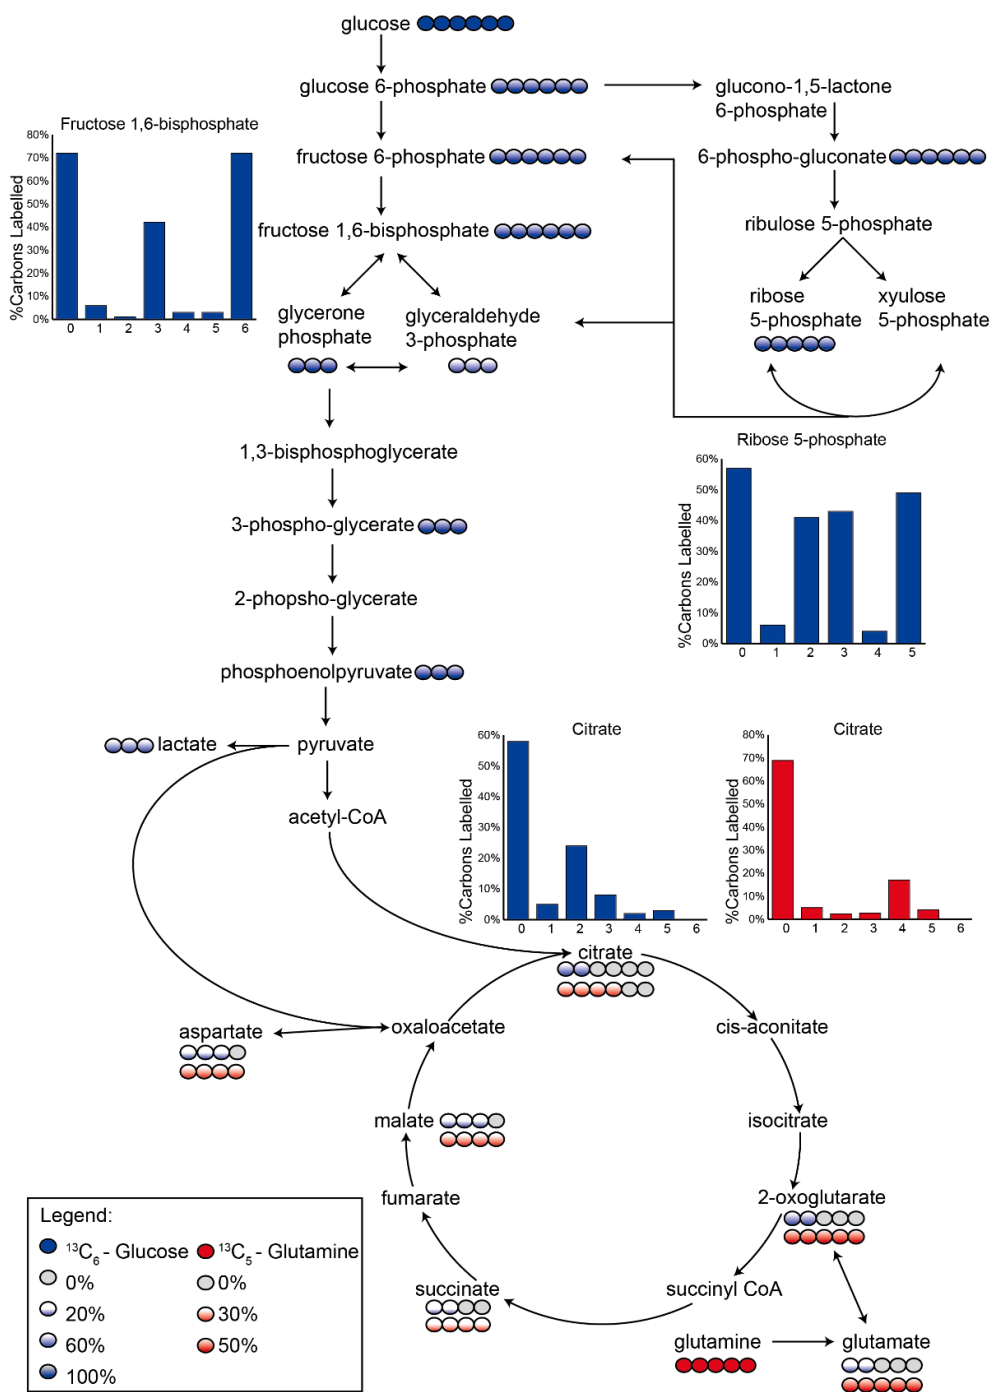 glucose
glucose 6-phosphate
glucono-1,5-lactone
6-phosphate
Fructose 1,6-bisphosphate
%Carbons Labelled
80%
70%
60%
50%
40%
30%
20%
10%
0%
0 1 2 3 4 5 6
fructose 6-phosphate
6-phospho-gluconate
fructose 1,6-bisphosphate
ribulose 5-phosphate
glycerone
phosphate
glyceraldehyde
3-phosphate
ribose
5-phosphate
xyulose
5-phosphate
1,3-bisphosphoglycerate
Ribose 5-phosphate
%Carbons Labelled
60%
50%
40%
30%
20%
10%
0%
0 1 2 3 4 5
3-phospho-glycerate
2-phopsho-glycerate
phosphoenolpyruvate
lactate
pyruvate
acetyl-CoA
Citrate
%Carbons Labelled
60%
50%
40%
30%
20%
10%
0%
0 1 2 3 4 5 6
Citrate
%Carbons Labelled
80%
70%
60%
50%
40%
30%
20%
10%
0%
0 1 2 3 4 5 6
citrate
aspartate
oxaloacetate
cis-aconitate
malate
isocitrate
fumarate
2-oxoglutarate
succinate
succinyl CoA
glutamine
glutamate
Legend:
¹³C₆ - Glucose
¹³C₅ - Glutamine
0%
0%
20%
30%
60%
50%
100%